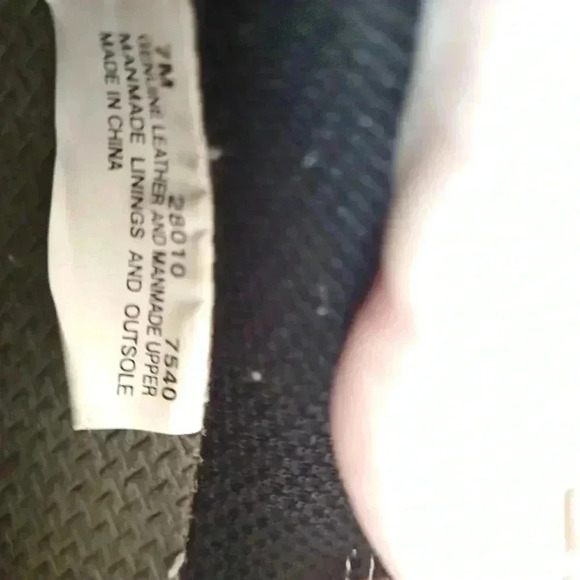 7M 28010 7540
GENUINE LEATHER AND MANMADE UPPER
MANMADE LININGS AND OUTSOLE
MADE IN CHINA